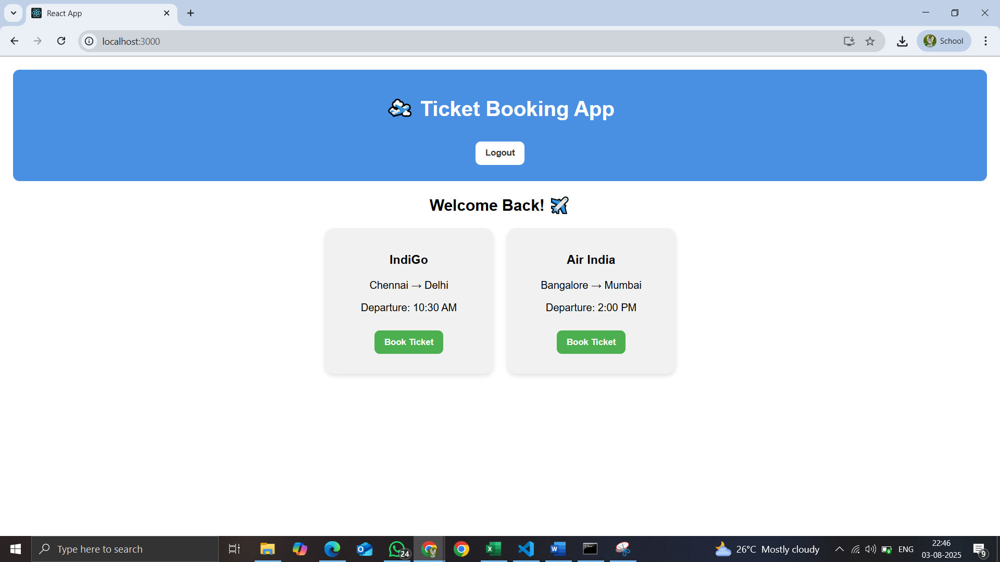 React App
localhost:3000
School
Ticket Booking App
Logout
Welcome Back!
IndiGo
Chennai → Delhi
Departure: 10:30 AM
Book Ticket
Air India
Bangalore → Mumbai
Departure: 2:00 PM
Book Ticket
Type here to search
24
26°C Mostly cloudy
ENG
22:46
03-08-2025
9